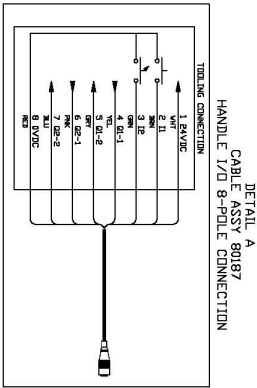 DETAIL A
CABLE ASSY 80187
HANDLE I/O 8-POLE CONNECTION
TOOLING CONNECTION
WHT
1 24VDC
BRN
2 I1
GRN
3 I2
YEL
4 Q1-1
GRY
5 Q1-2
PNK
6 Q2-1
BLU
7 Q2-2
RED
8 0VDC